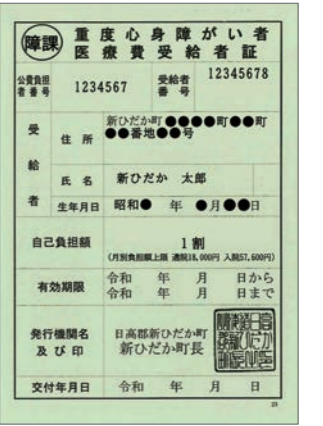 障課
重度心身障がい者
医療費受給者証
公費負担
者番号
1234567
受給者
番号
12345678
受給者
住所
新ひだか町●●●●町●●町
●●番地●●号
氏名
新ひだか 太郎
生年月日
昭和● 年 ●月●●日
自己負担額
1割
(月別負担額上限 通院18,000円 入院57,600円)
有効期限
令和 年 月 日から
令和 年 月 日まで
発行機関名
及び印
日高郡新ひだか町
新ひだか町長
交付年月日
令和 年 月 日